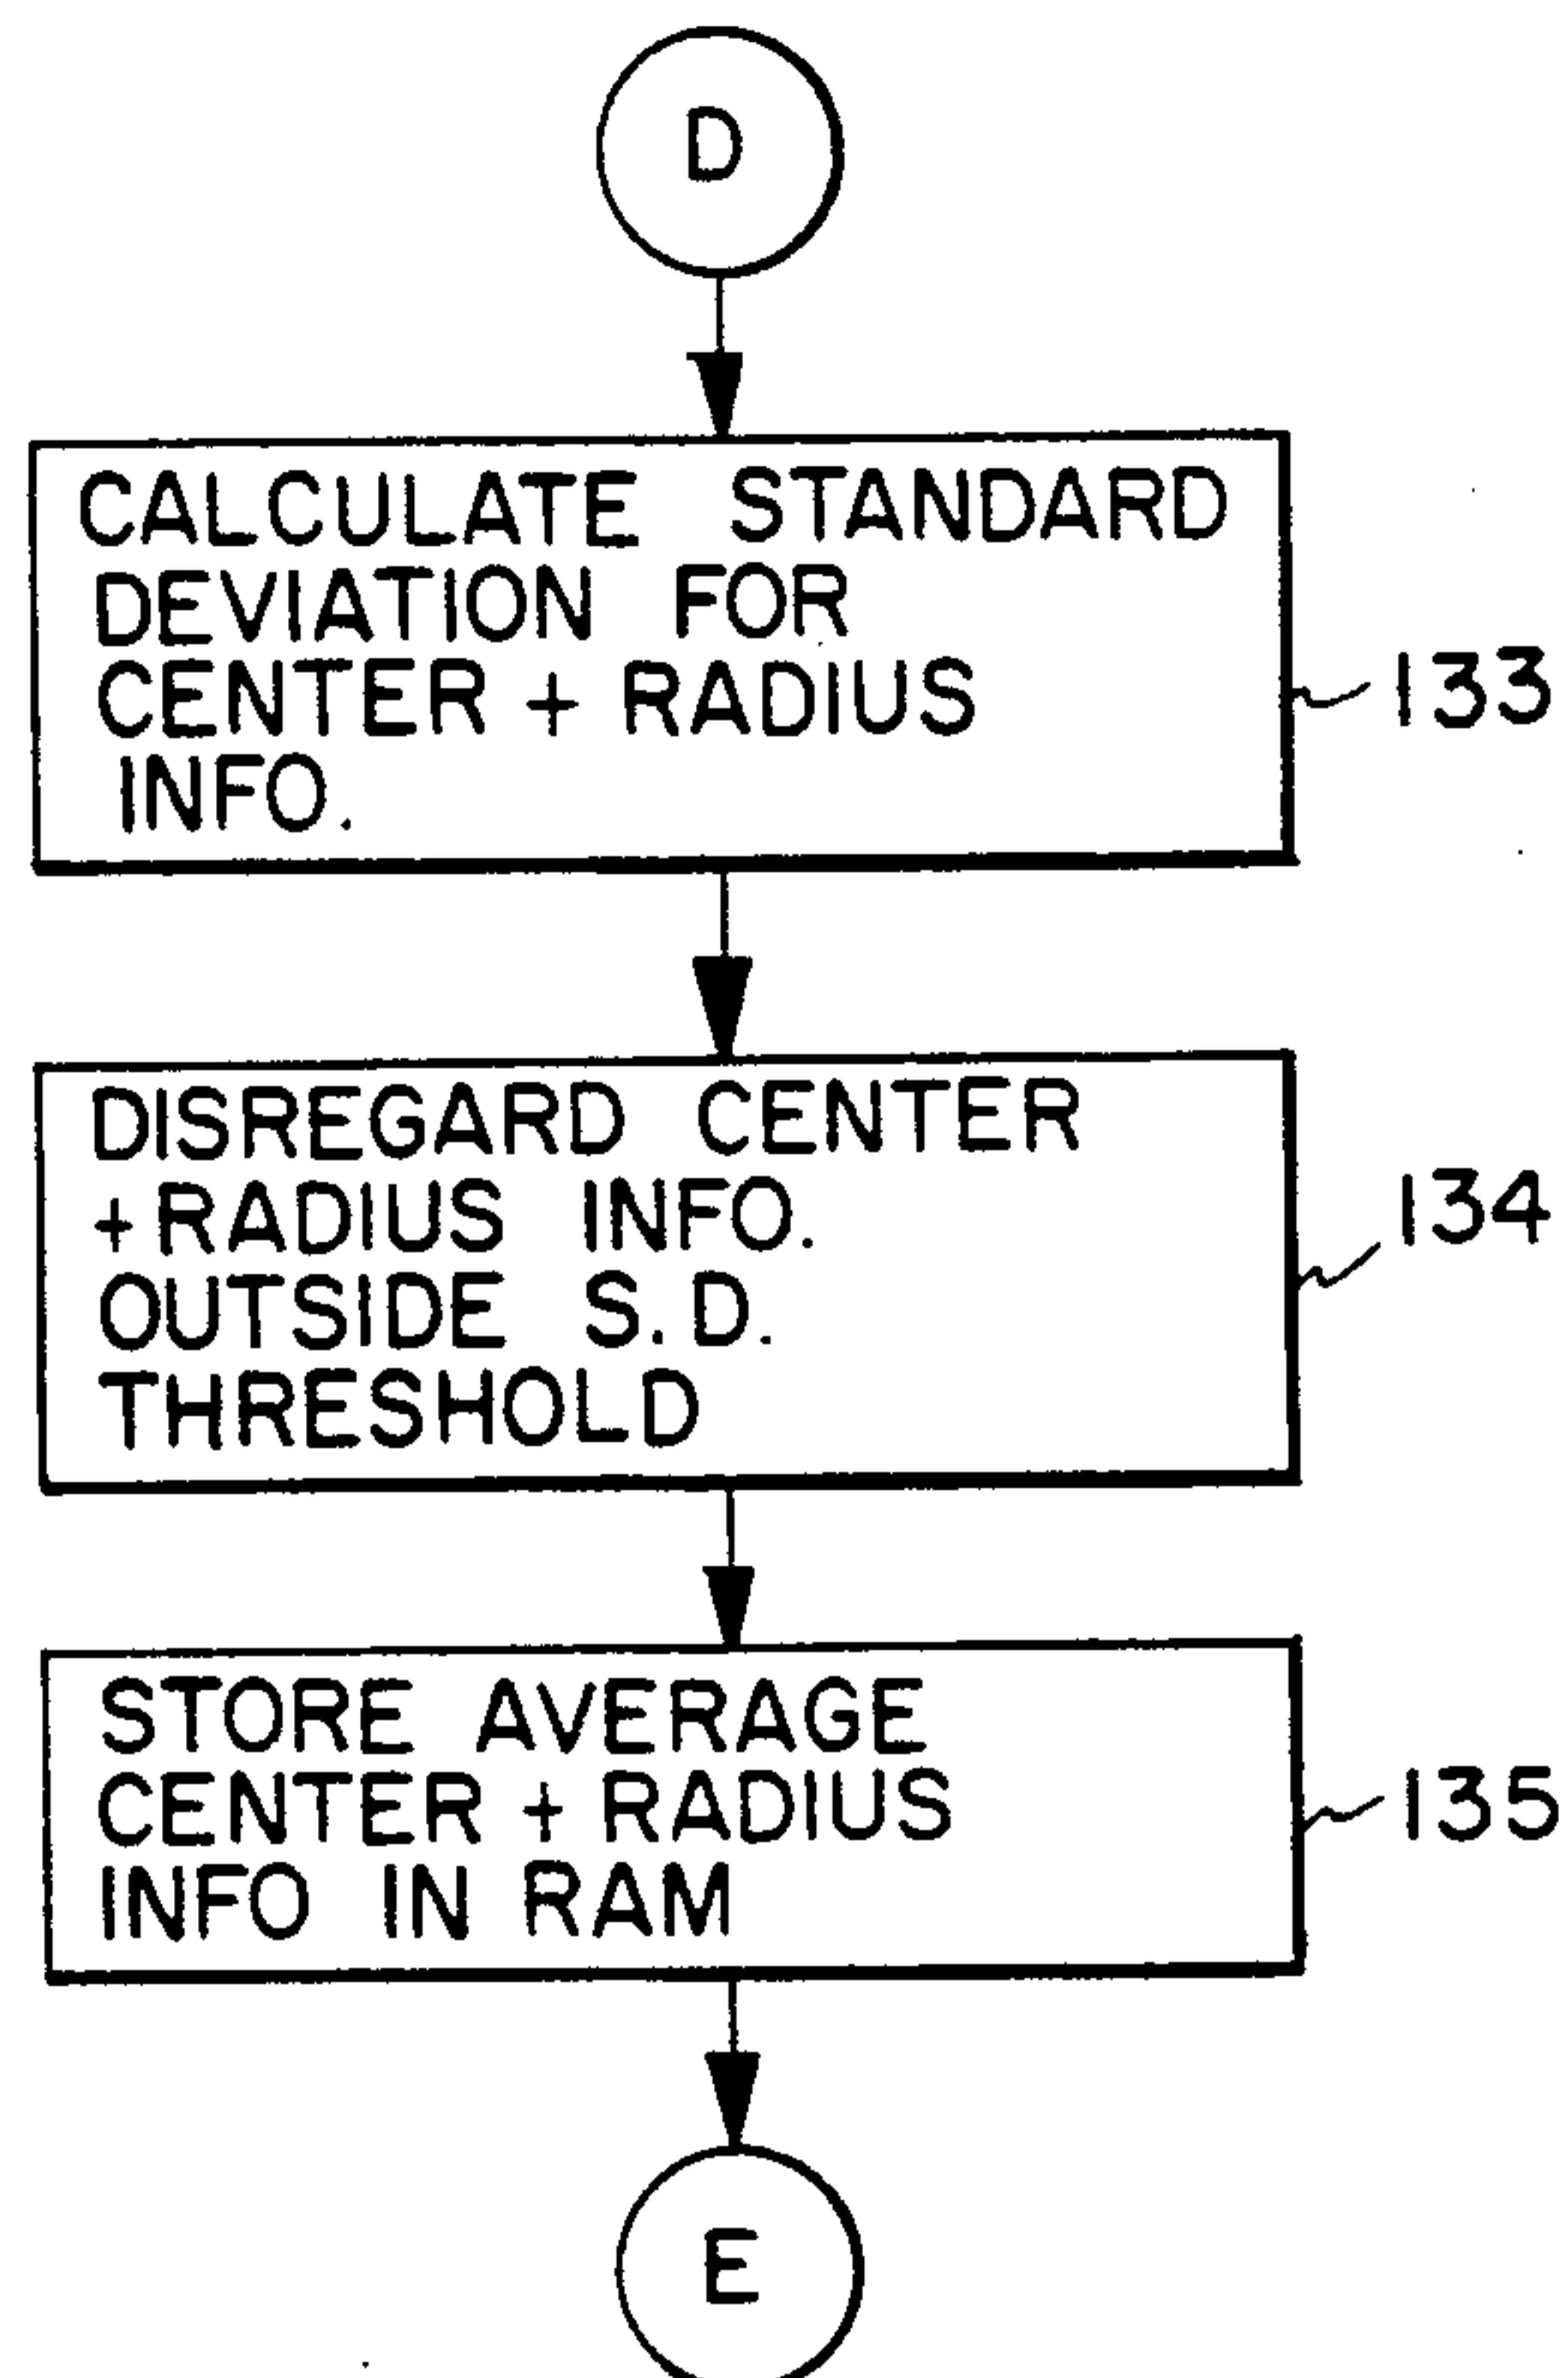 D
CALCULATE STANDARD
DEVIATION FOR
CENTER + RADIUS
INFO.
133
DISREGARD CENTER
+ RADIUS INFO.
OUTSIDE S.D.
THRESHOLD
134
STORE AVERAGE
CENTER + RADIUS
INFO IN RAM
135
E